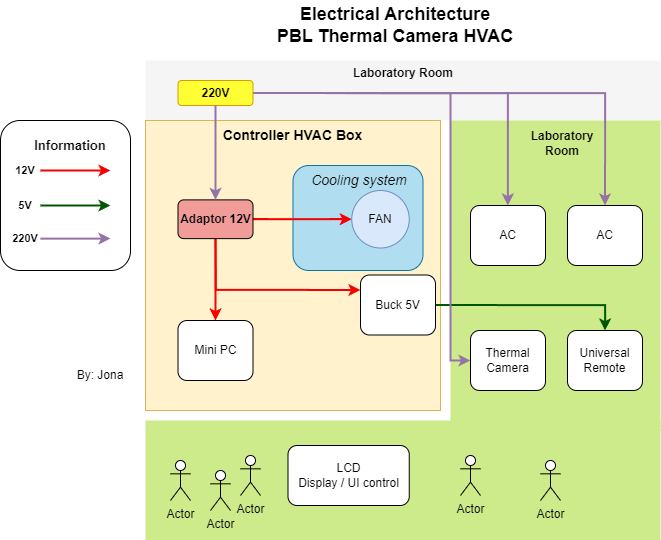 Electrical Architecture
PBL Thermal Camera HVAC
Laboratory Room
220V
Controller HVAC Box
Laboratory
Room
Information
12V
5V
220V
Cooling system
Adaptor 12V
FAN
AC
AC
Buck 5V
Mini PC
Thermal
Camera
Universal
Remote
By: Jona
LCD
Display / UI control
Actor
Actor
Actor
Actor
Actor